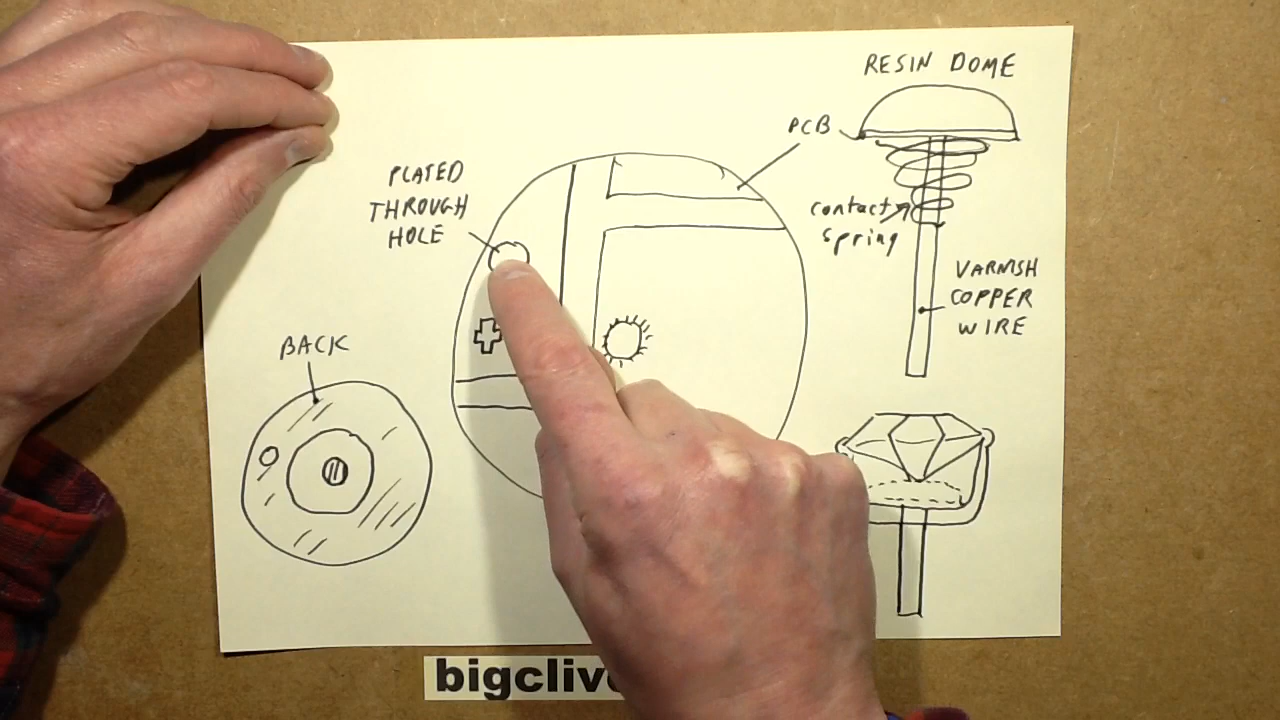 RESIN DOME
PCB
PLATED
THROUGH
HOLE
contact
spring
VARNISH
COPPER
WIRE
BACK
bigclive